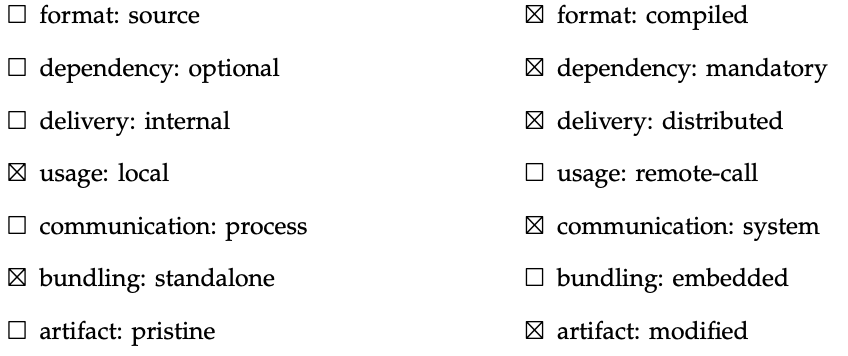 ☐ format: source ☒ format: compiled
☐ dependency: optional ☒ dependency: mandatory
☐ delivery: internal ☒ delivery: distributed
☒ usage: local ☐ usage: remote-call
☐ communication: process ☒ communication: system
☒ bundling: standalone ☐ bundling: embedded
☐ artifact: pristine ☒ artifact: modified